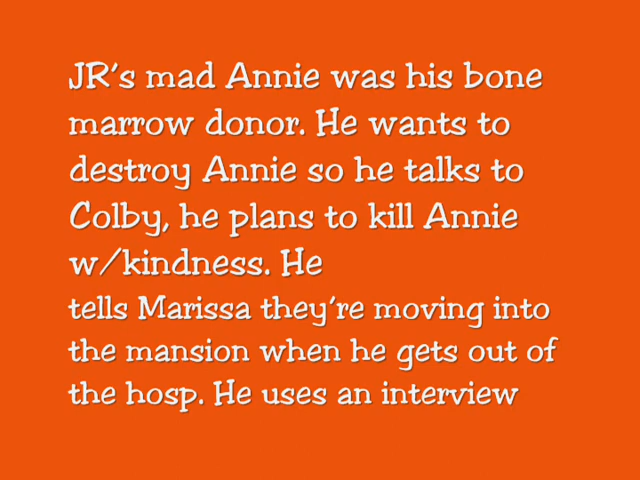 JR's mad Annie was his bone
marrow donor. He wants to
destroy Annie so he talks to
Colby, he plans to kill Annie
w/kindness. He
tells Marissa they're moving into
the mansion when he gets out of
the hosp. He uses an interview